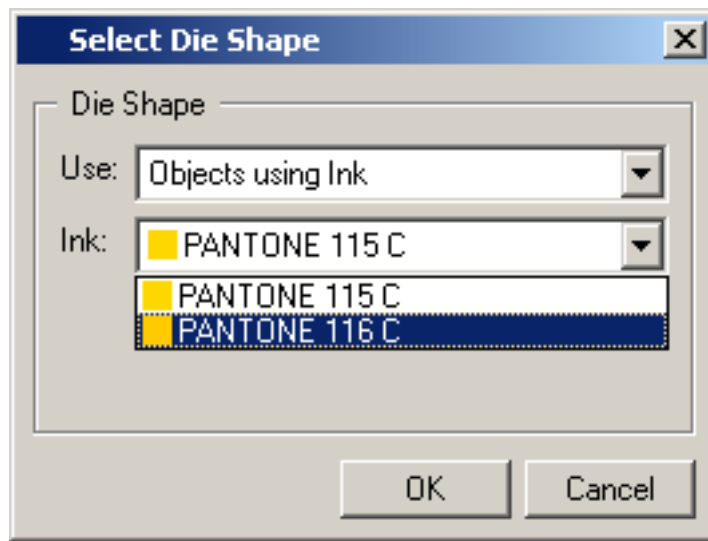 Select Die Shape
Die Shape
Use: Objects using Ink
Ink: PANTONE 115 C
PANTONE 115 C
PANTONE 116 C
OK Cancel